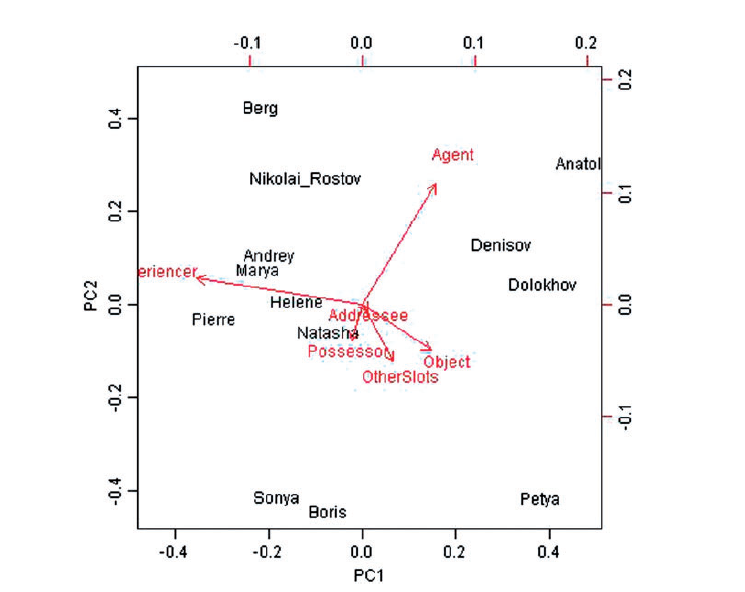 -0.1 0.0 0.1 0.2
0.2
Berg
0.4
Agent
Anatol
Nikolai_Rostov
0.1
0.2
Denisov
Andrey
Marya
eriencer
Dolokhov
Helene
PC2
0.0
0.0
Addressee
Pierre
Natasha
Possessor
Object
OtherSlots
-0.2
-0.1
-0.4
Sonya
Petya
Boris
-0.4 -0.2 0.0 0.2 0.4
PC1